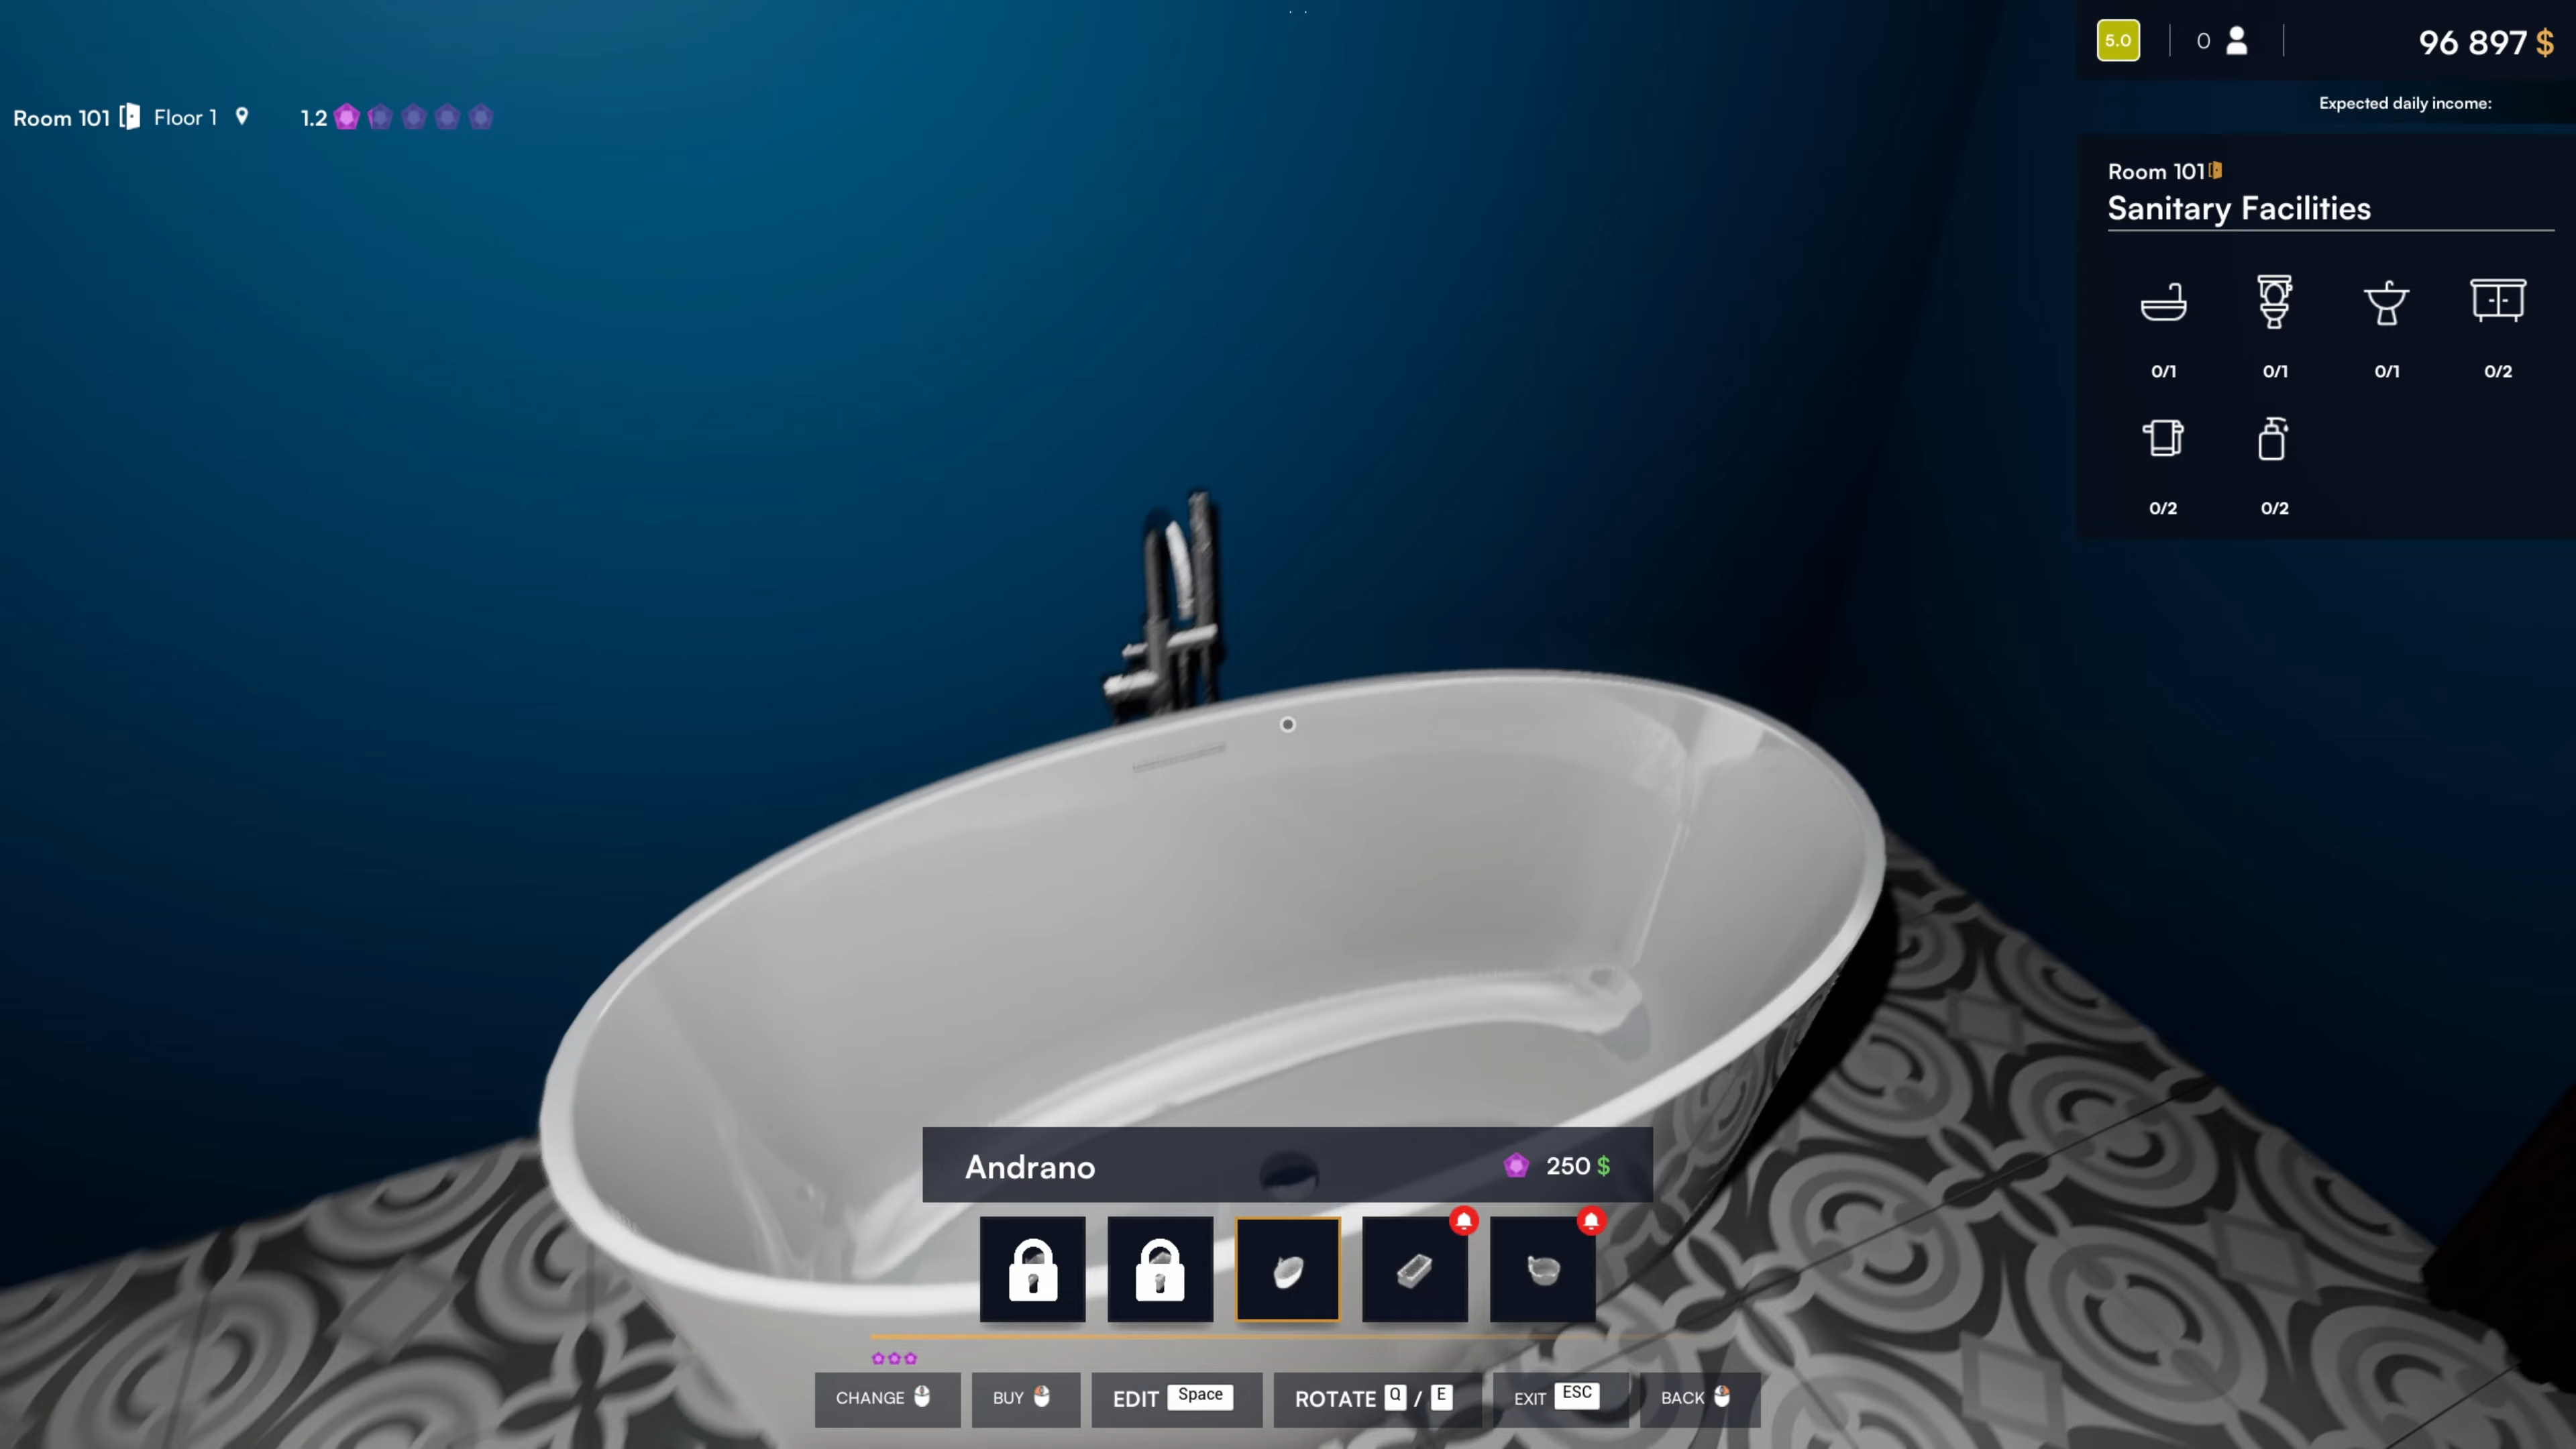 5.0 0 96 897 $
Expected daily income:
Room 101 Floor 1 1.2
Room 101
Sanitary Facilities
0/1 0/1 0/1 0/2
0/2 0/2
Andrano 250 $
CHANGE BUY EDIT Space ROTATE Q / E EXIT ESC BACK